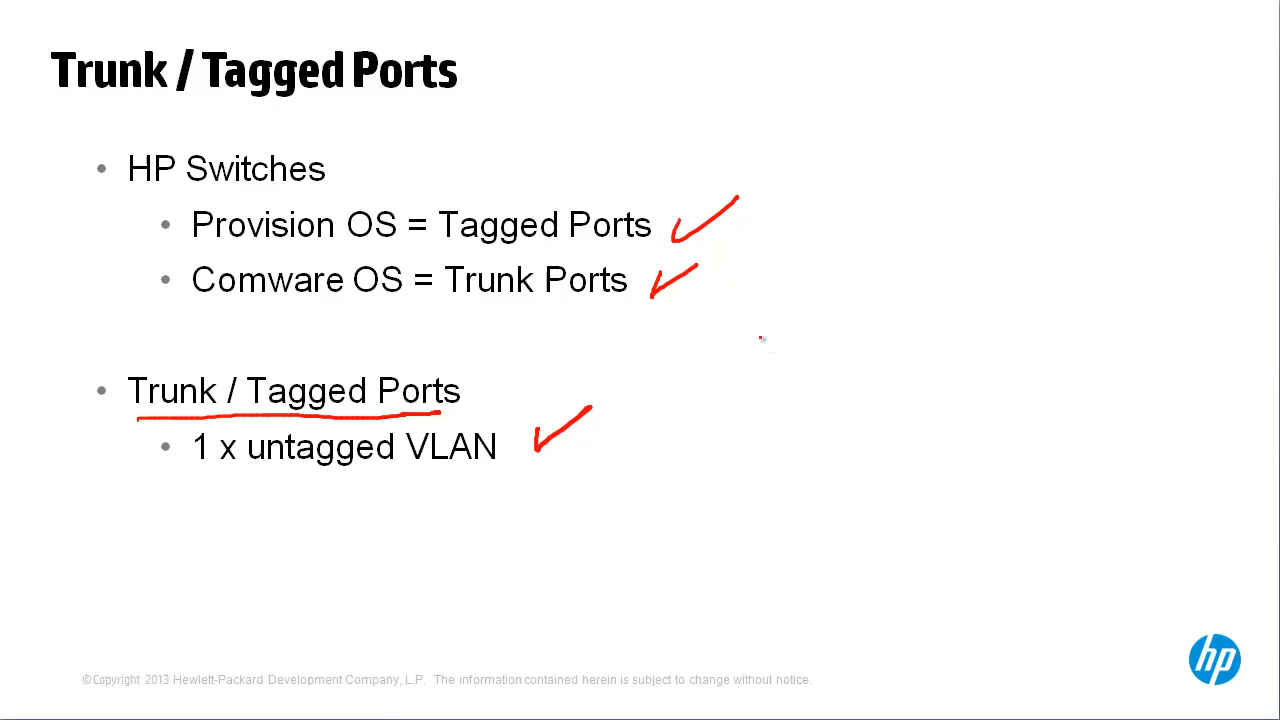 Trunk / Tagged Ports
• HP Switches
• Provision OS = Tagged Ports
• Comware OS = Trunk Ports
• Trunk / Tagged Ports
• 1 x untagged VLAN
© Copyright 2013 Hewlett-Packard Development Company, L.P. The information contained herein is subject to change without notice.
hp